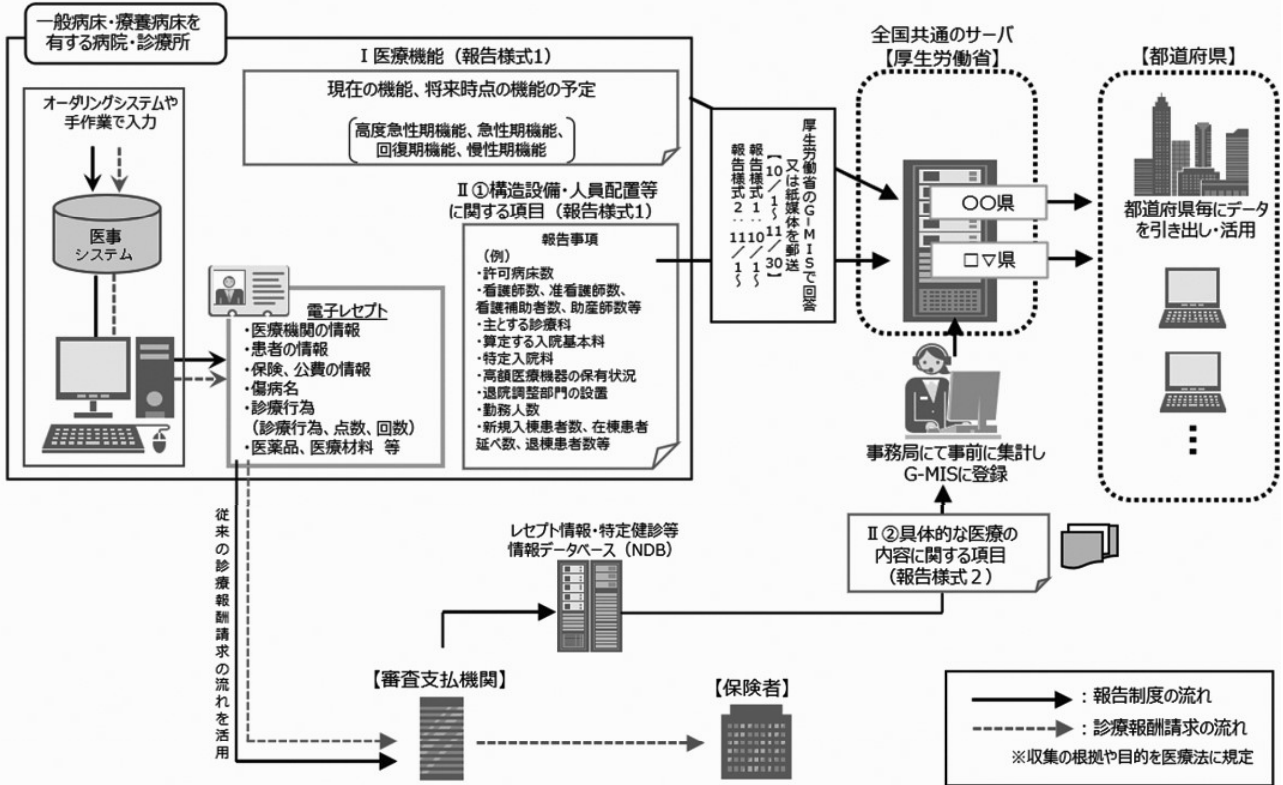 一般病床・療養病床を
有する病院・診療所
オーダリングシステムや
手作業で入力
医事
システム
Ⅰ医療機能（報告様式1）
現在の機能、将来時点の機能の予定
高度急性期機能、急性期機能、
回復期機能、慢性期機能
Ⅱ①構造設備・人員配置等
に関する項目（報告様式1）
報告事項
（例）
・許可病床数
・看護師数、准看護師数、
看護補助者数、助産師数等
・主とする診療科
・算定する入院基本料
・特定入院料
・高額医療機器の保有状況
・退院調整部門の設置
・勤務人数
・新規入棟患者数、在棟患者
延べ数、退棟患者数等
電子レセプト
・医療機関の情報
・患者の情報
・保険、公費の情報
・傷病名
・診療行為
（診療行為、点数、回数）
・医薬品、医療材料 等
厚生労働省のG-MISで回答
又は紙媒体を郵送
【10／1～11／30】
報告様式1：10／1～
報告様式2：11／1～
全国共通のサーバ
【厚生労働省】
○○県
□▽県
事務局にて事前に集計し
G-MISに登録
【都道府県】
都道府県毎にデータ
を引き出し・活用
Ⅱ②具体的な医療の
内容に関する項目
（報告様式２）
レセプト情報・特定健診等
情報データベース（NDB）
従来の診療報酬請求の流れを活用
【審査支払機関】
【保険者】
：報告制度の流れ
：診療報酬請求の流れ
※収集の根拠や目的を医療法に規定